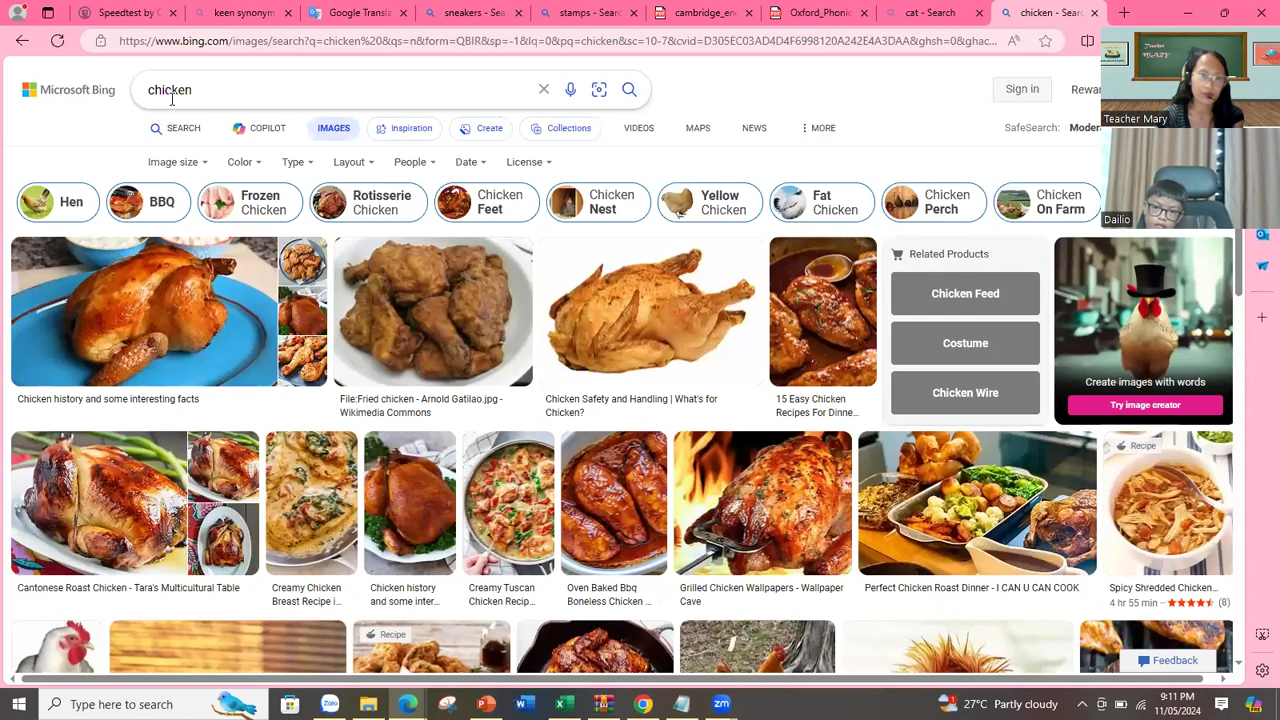 Speedtest by C
keen synonym
Google Transla
sneakers - Sea
stamps - Searc
cambridge_eng
Oxford_Phonic
cat - Search
chicken - Sear
https://www.bing.com/images/search?q=chicken%20&qs=n&form=QBIR&sp=-1&lq=0&pq=chicken&sc=10-7&cvid=D305EC03AD4D4F6998120A242E4A3DAA&ghsh=0&ghac...
Microsoft Bing
chicken
Sign in
Rewar
Teacher
MARY
Teacher Mary
SEARCH
COPILOT
IMAGES
Inspiration
Create
Collections
VIDEOS
MAPS
NEWS
MORE
SafeSearch: Moder
Image size
Color
Type
Layout
People
Date
License
Hen
BBQ
Frozen
Chicken
Rotisserie
Chicken
Chicken
Feet
Chicken
Nest
Yellow
Chicken
Fat
Chicken
Chicken
Perch
Chicken
On Farm
Dailio
Related Products
Chicken Feed
Costume
Chicken Wire
Create images with words
Try image creator
Chicken history and some interesting facts
File:Fried chicken - Arnold Gatilao.jpg -
Wikimedia Commons
Chicken Safety and Handling | What's for
Chicken?
15 Easy Chicken
Recipes For Dinne...
Recipe
Cantonese Roast Chicken - Tara's Multicultural Table
Creamy Chicken
Breast Recipe i...
Chicken history
and some inter...
Creamy Tuscan
Chicken Recip...
Oven Baked Bbq
Boneless Chicken ...
Grilled Chicken Wallpapers - Wallpaper
Cave
Perfect Chicken Roast Dinner - I CAN U CAN COOK
Spicy Shredded Chicken...
4 hr 55 min
(8)
Recipe
Feedback
Type here to search
Zalo
zm
27°C Partly cloudy
9:11 PM
11/05/2024